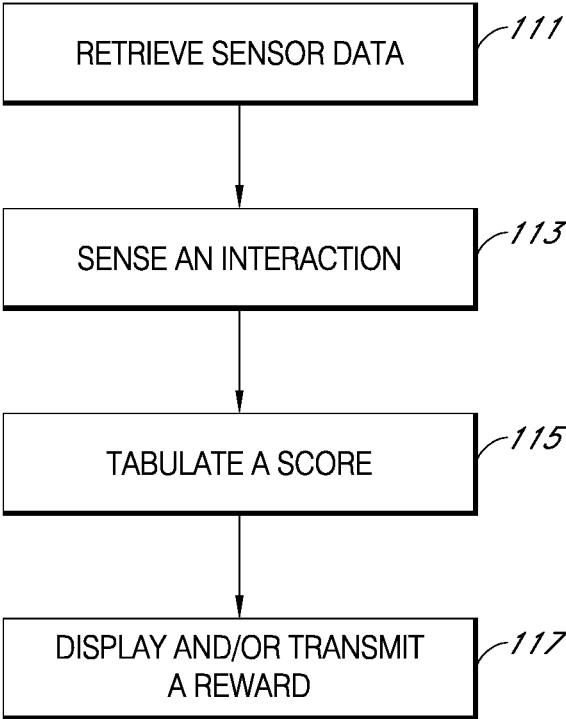 RETRIEVE SENSOR DATA
111
SENSE AN INTERACTION
113
TABULATE A SCORE
115
DISPLAY AND/OR TRANSMIT
A REWARD
117